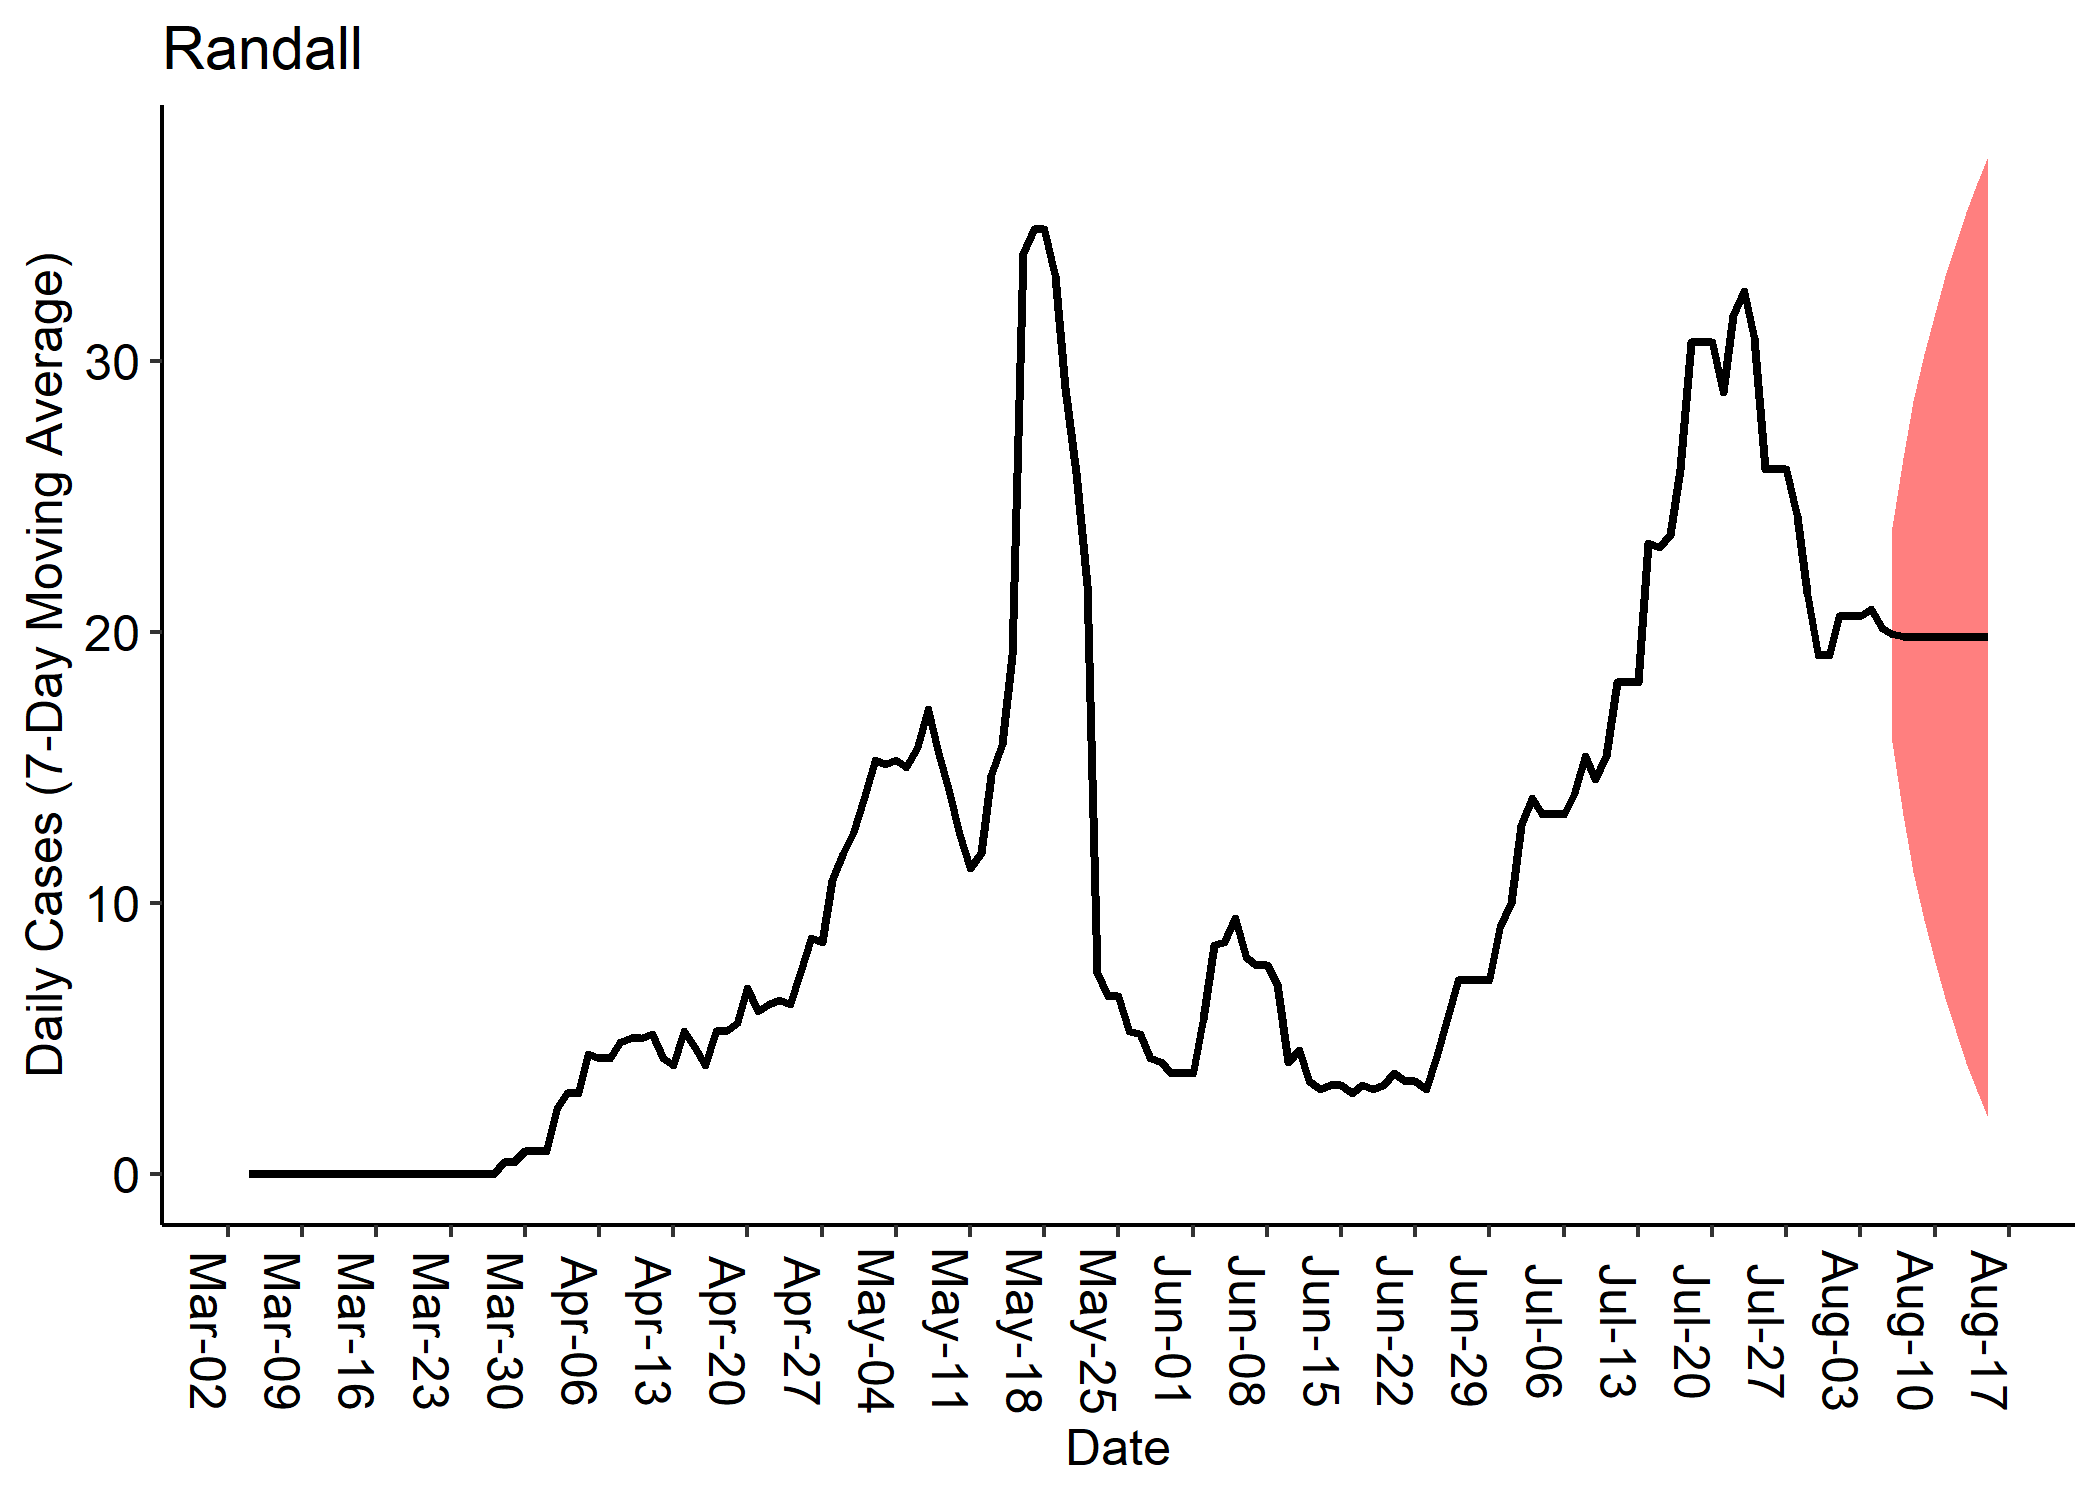 Randall
Daily Cases (7-Day Moving Average)
30
20
10
0
Mar-02
Mar-09
Mar-16
Mar-23
Mar-30
Apr-06
Apr-13
Apr-20
Apr-27
May-04
May-11
May-18
May-25
Jun-01
Jun-08
Jun-15
Jun-22
Jun-29
Jul-06
Jul-13
Jul-20
Jul-27
Aug-03
Aug-10
Aug-17
Date